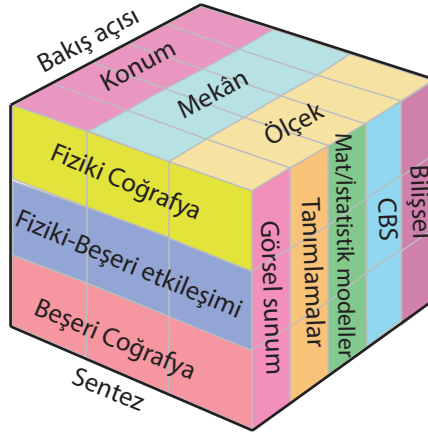 Bakış açısı
Konum
Mekân
Ölçek
Fiziki Coğrafya
Fiziki-Beşeri etkileşimi
Beşeri Coğrafya
Sentez
Görsel sunum
Tanımlamalar
Mat/İstatistik modeller
CBS
Bilişsel